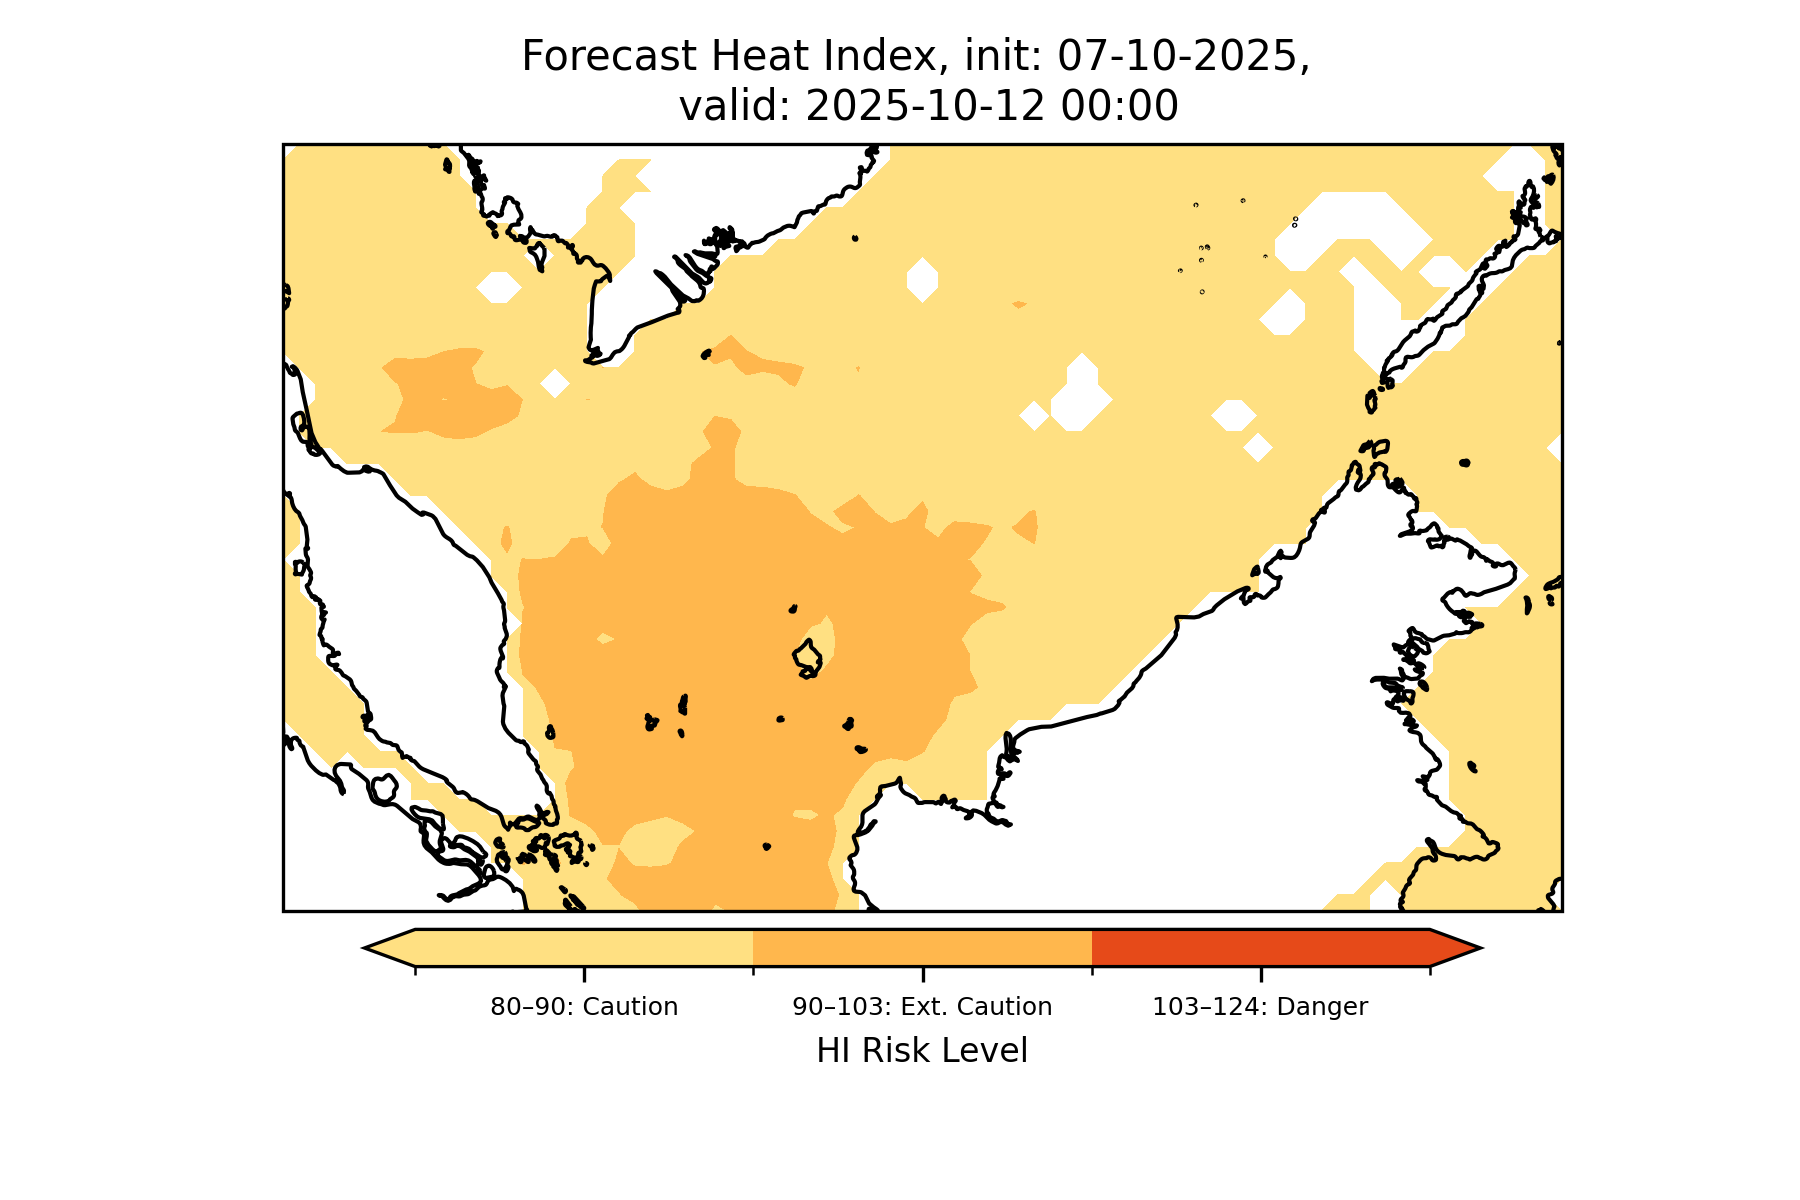 Forecast Heat Index, init: 07-10-2025,
valid: 2025-10-12 00:00
80–90: Caution
90–103: Ext. Caution
103–124: Danger
HI Risk Level